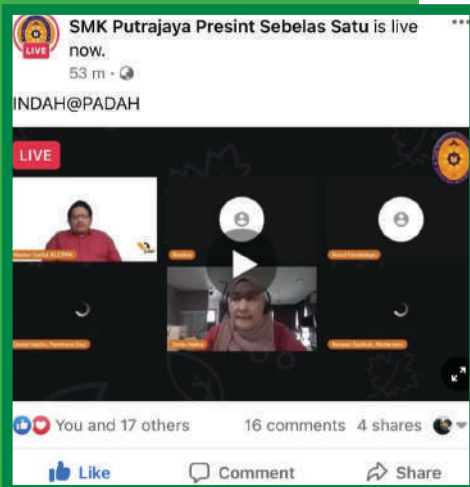 SMK Putrajaya Presint Sebelas Satu is live
now.
LIVE
53 m
INDAH@PADAH
LIVE
You and 17 others
16 comments 4 shares
Like
Comment
Share